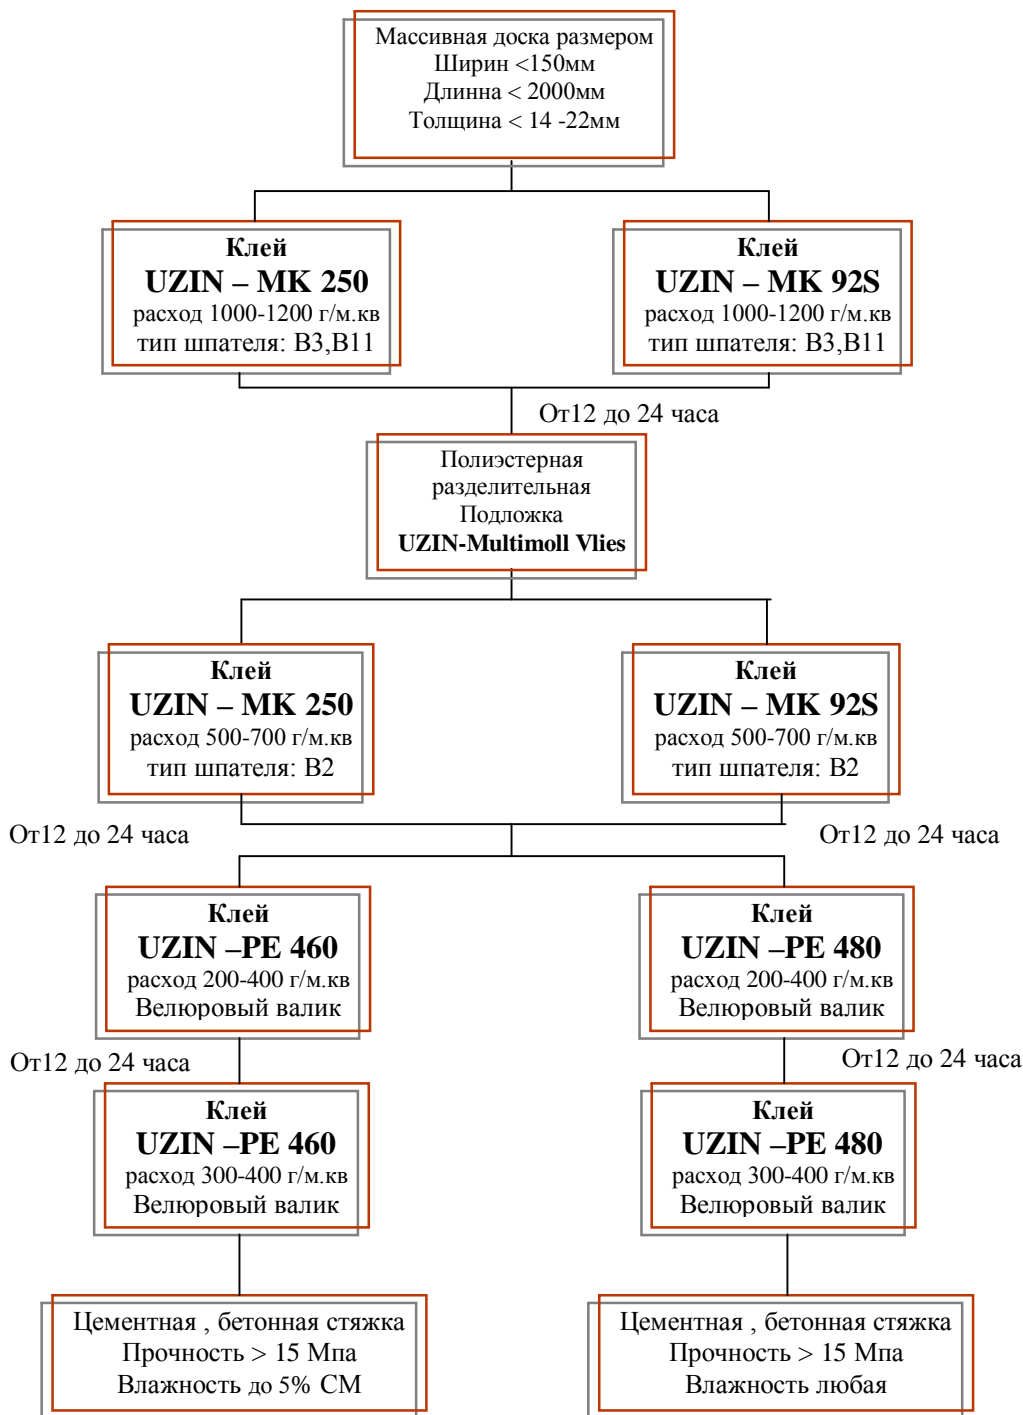 Массивная доска размером
Ширин <150мм
Длинна < 2000мм
Толщина < 14 -22мм
Клей
UZIN – MK 250
расход 1000-1200 г/м.кв
тип шпателя: В3,В11
Клей
UZIN – MK 92S
расход 1000-1200 г/м.кв
тип шпателя: В3,В11
От12 до 24 часа
Полиэстерная
разделительная
Подложка
UZIN-Multimoll Vlies
Клей
UZIN – MK 250
расход 500-700 г/м.кв
тип шпателя: В2
Клей
UZIN – MK 92S
расход 500-700 г/м.кв
тип шпателя: В2
От12 до 24 часа
От12 до 24 часа
Клей
UZIN –PE 460
расход 200-400 г/м.кв
Велюровый валик
Клей
UZIN –PE 480
расход 200-400 г/м.кв
Велюровый валик
От12 до 24 часа
От12 до 24 часа
Клей
UZIN –PE 460
расход 300-400 г/м.кв
Велюровый валик
Клей
UZIN –PE 480
расход 300-400 г/м.кв
Велюровый валик
Цементная , бетонная стяжка
Прочность > 15 Мпа
Влажность до 5% СМ
Цементная , бетонная стяжка
Прочность > 15 Мпа
Влажность любая